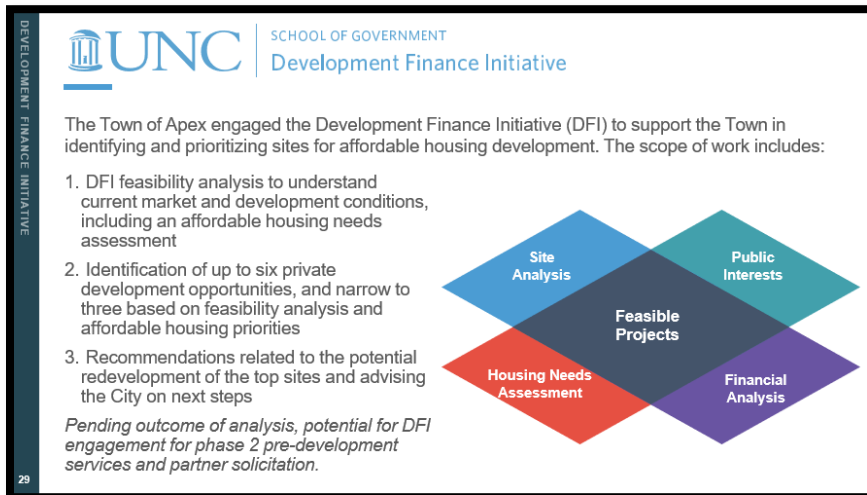 DEVELOPMENT FINANCE INITIATIVE
UNC
SCHOOL OF GOVERNMENT
Development Finance Initiative
The Town of Apex engaged the Development Finance Initiative (DFI) to support the Town in
identifying and prioritizing sites for affordable housing development. The scope of work includes:
1. DFI feasibility analysis to understand
current market and development conditions,
including an affordable housing needs
assessment
2. Identification of up to six private
development opportunities, and narrow to
three based on feasibility analysis and
affordable housing priorities
3. Recommendations related to the potential
redevelopment of the top sites and advising
the City on next steps
Pending outcome of analysis, potential for DFI
engagement for phase 2 pre-development
services and partner solicitation.
Site
Analysis
Public
Interests
Feasible
Projects
Housing Needs
Assessment
Financial
Analysis
29